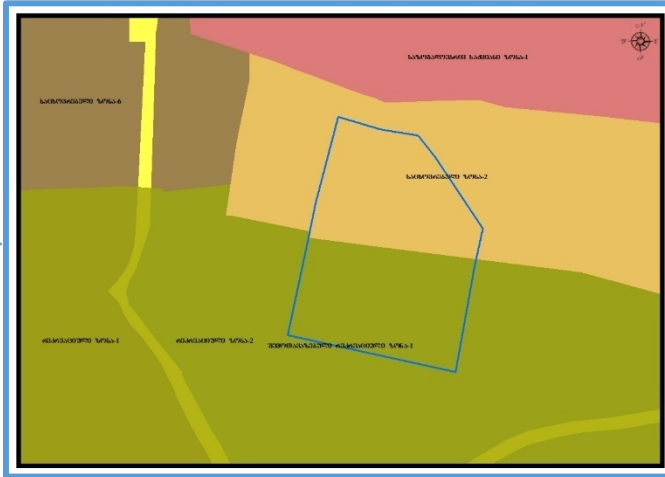 საზოგადოებრივ საქმიანი ზონა-1
საცხოვრებელი ზონა-6
საცხოვრებელი ზონა-2
რეკრეაციული ზონა-1
რეკრეაციული ზონა-2
შემოთავაზებული რეკრეაციული ზონა-1